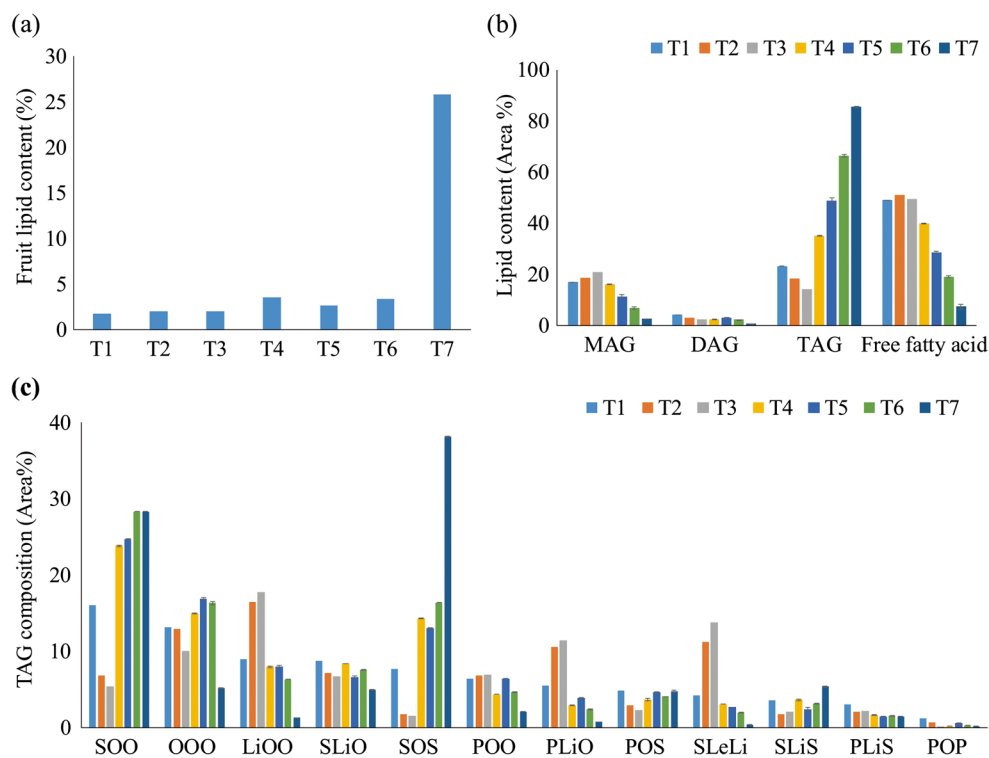 (a)
Fruit lipid content (%)
30
25
20
15
10
5
0
T1 T2 T3 T4 T5 T6 T7
(b)
T1 T2 T3 T4 T5 T6 T7
Lipid content (Area %)
100
80
60
40
20
0
MAG DAG TAG Free fatty acid
(c)
T1 T2 T3 T4 T5 T6 T7
TAG composition (Area%)
40
30
20
10
0
SOO OOO LiOO SLiO SOS POO PLiO POS SLeLi SLiS PLiS POP